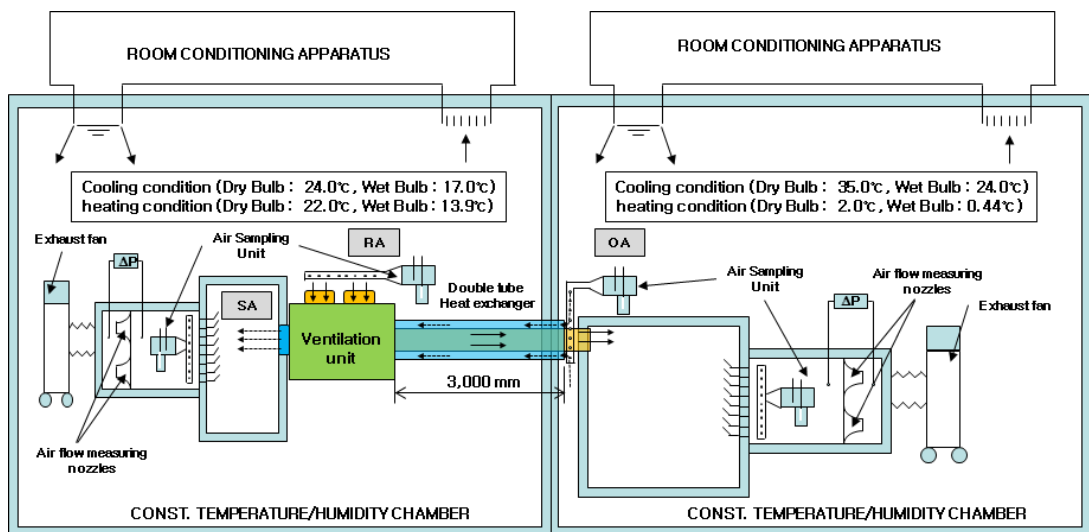 ROOM CONDITIONING APPARATUS
Cooling condition (Dry Bulb : 24.0℃, Wet Bulb : 17.0℃)
heating condition (Dry Bulb : 22.0℃, Wet Bulb : 13.9℃)
Exhaust fan
ΔP
Air Sampling
Unit
RA
SA
Double tube
Heat exchanger
Ventilation
unit
3,000 mm
Air flow measuring
nozzles
CONST. TEMPERATURE/HUMIDITY CHAMBER
ROOM CONDITIONING APPARATUS
Cooling condition (Dry Bulb : 35.0℃, Wet Bulb : 24.0℃)
heating condition (Dry Bulb : 2.0℃, Wet Bulb : 0.44℃)
OA
Air Sampling
Unit
ΔP
Air flow measuring
nozzles
Exhaust fan
CONST. TEMPERATURE/HUMIDITY CHAMBER